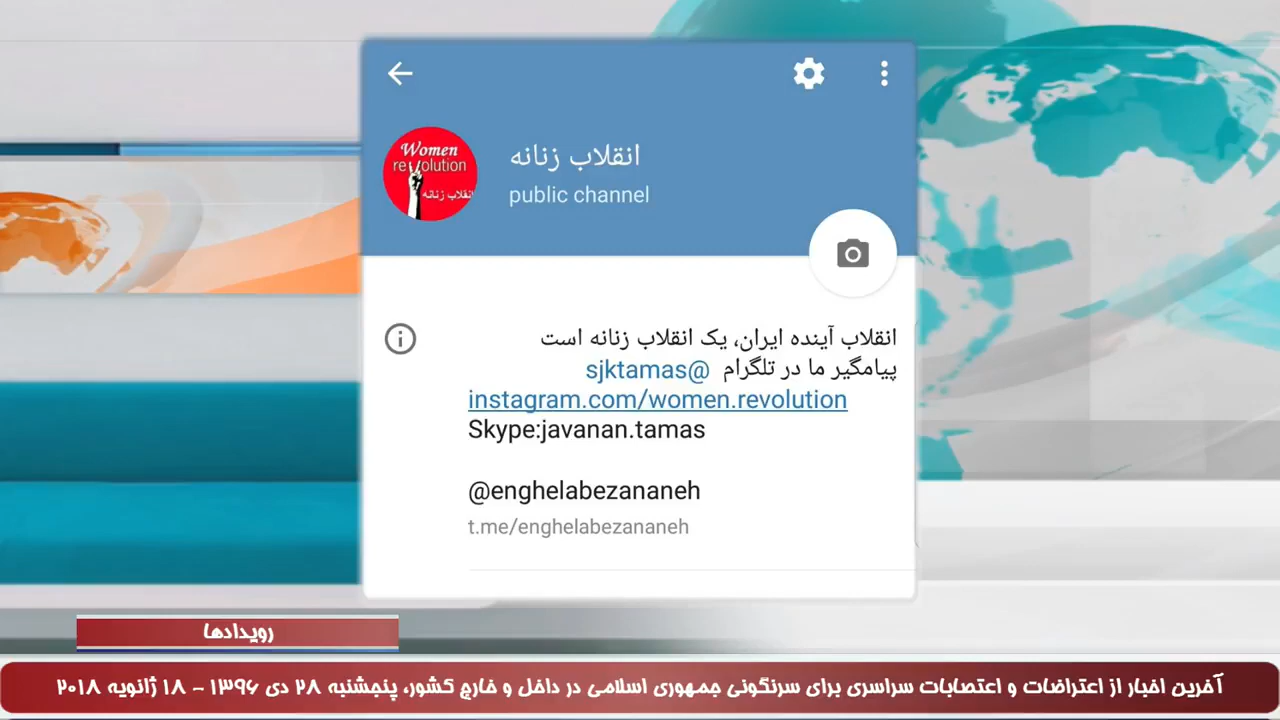 Women
revolution
انقلاب زنانه
انقلاب زنانه
public channel
انقلاب آینده ایران، یک انقلاب زنانه است
پیامگیر ما در تلگرام @sjktamas
instagram.com/women.revolution
Skype:javanan.tamas
@enghelabezananeh
t.me/enghelabezananeh
رویدادها
آخرین اخبار از اعتراضات و اعتصابات سراسری برای سرنگونی جمهوری اسلامی در داخل و خارج کشور، پنجشنبه ۲۸ دی ۱۳۹۶ - ۱۸ ژانویه ۲۰۱۸